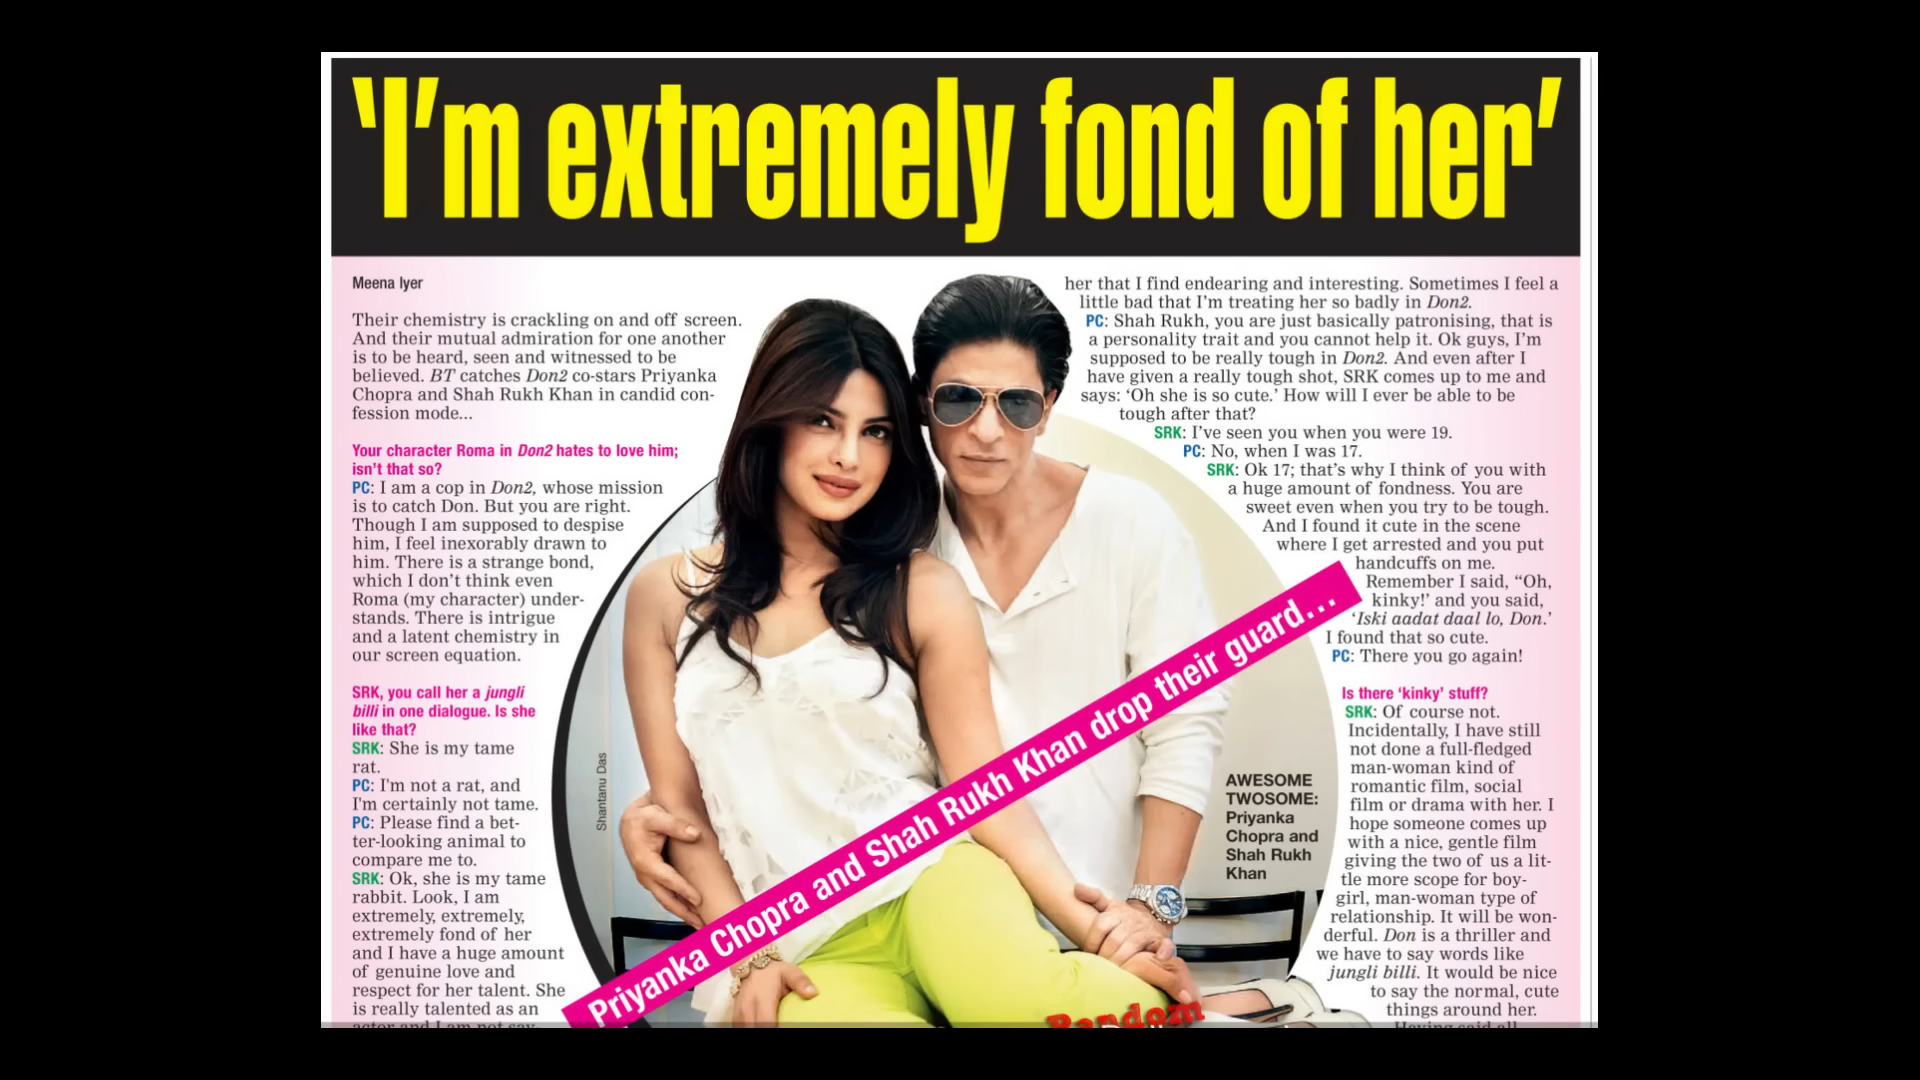 ‘I’m extremely fond of her’
Meena Iyer
Their chemistry is crackling on and off screen.
And their mutual admiration for one another
is to be heard, seen and witnessed to be
believed. BT catches Don2 co-stars Priyanka
Chopra and Shah Rukh Khan in candid con-
fession mode...
Your character Roma in Don2 hates to love him;
isn’t that so?
PC: I am a cop in Don2, whose mission
is to catch Don. But you are right.
Though I am supposed to despise
him, I feel inexorably drawn to
him. There is a strange bond,
which I don’t think even
Roma (my character) under-
stands. There is intrigue
and a latent chemistry in
our screen equation.
SRK, you call her a jungli
billi in one dialogue. Is she
like that?
SRK: She is my tame
rat.
PC: I'm not a rat, and
I'm certainly not tame.
PC: Please find a bet-
ter-looking animal to
compare me to.
SRK: Ok, she is my tame
rabbit. Look, I am
extremely, extremely,
extremely fond of her
and I have a huge amount
of genuine love and
respect for her talent. She
is really talented as an
actor and I am not say-
Shantanu Das
Priyanka Chopra and Shah Rukh Khan drop their guard...
AWESOME
TWOSOME:
Priyanka
Chopra and
Shah Rukh
Khan
Random
her that I find endearing and interesting. Sometimes I feel a
little bad that I’m treating her so badly in Don2.
PC: Shah Rukh, you are just basically patronising, that is
a personality trait and you cannot help it. Ok guys, I’m
supposed to be really tough in Don2. And even after I
have given a really tough shot, SRK comes up to me and
says: ‘Oh she is so cute.’ How will I ever be able to be
tough after that?
SRK: I’ve seen you when you were 19.
PC: No, when I was 17.
SRK: Ok 17; that’s why I think of you with
a huge amount of fondness. You are
sweet even when you try to be tough.
And I found it cute in the scene
where I get arrested and you put
handcuffs on me.
Remember I said, “Oh,
kinky!’ and you said,
‘Iski aadat daal lo, Don.’
I found that so cute.
PC: There you go again!
Is there ‘kinky’ stuff?
SRK: Of course not.
Incidentally, I have still
not done a full-fledged
man-woman kind of
romantic film, social
film or drama with her. I
hope someone comes up
with a nice, gentle film
giving the two of us a lit-
tle more scope for boy-
girl, man-woman type of
relationship. It will be won-
derful. Don is a thriller and
we have to say words like
jungli billi. It would be nice
to say the normal, cute
things around her.
Having said all